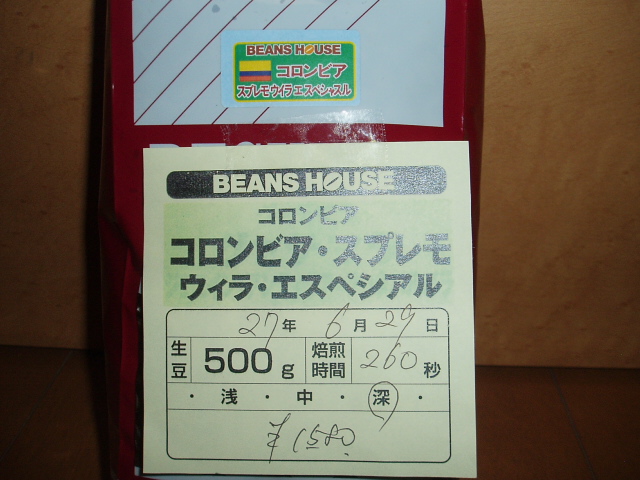 BEANS HOUSE
コロンビア
スプレモウイラエスペシャスル
BEANS HOUSE
コロンビア
コロンビア・スプレモ
ウィラ・エスペシアル
27年 6月29日
生豆 500g 焙煎時間 260秒
・浅・中・深・
¥1580